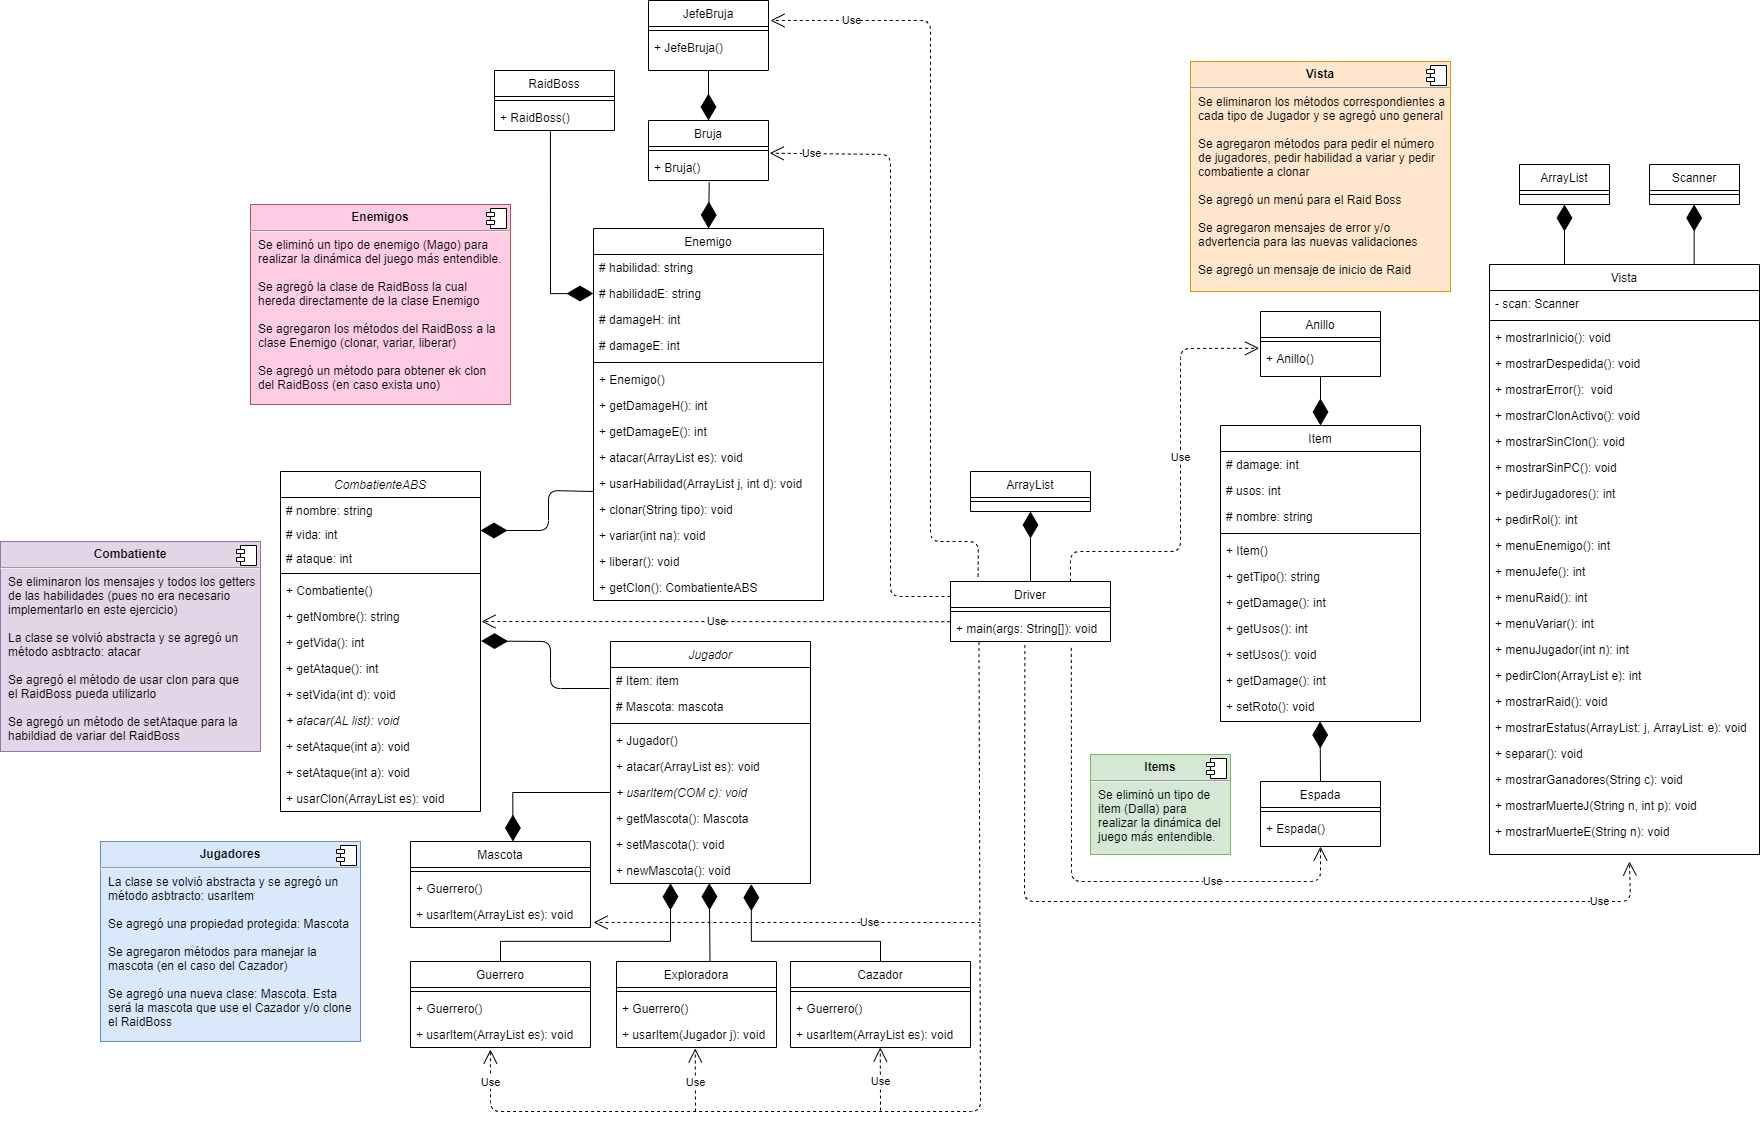 JefeBruja
+ JefeBruja()
Use
RaidBoss
+ RaidBoss()
Bruja
+ Bruja()
Use
Enemigos
Se eliminó un tipo de enemigo (Mago) para
realizar la dinámica del juego más entendible.
Se agregó la clase de RaidBoss la cual
hereda directamente de la clase Enemigo
Se agregaron los métodos del RaidBoss a la
clase Enemigo (clonar, variar, liberar)
Se agregó un método para obtener ek clon
del RaidBoss (en caso exista uno)
Enemigo
# habilidad: string
# habilidadE: string
# damageH: int
# damageE: int
+ Enemigo()
+ getDamageH(): int
+ getDamageE(): int
+ atacar(ArrayList es): void
+ usarHabilidad(ArrayList j, int d): void
+ clonar(String tipo): void
+ variar(int na): void
+ liberar(): void
+ getClon(): CombatienteABS
Vista
Se eliminaron los métodos correspondientes a
cada tipo de Jugador y se agregó uno general
Se agregaron métodos para pedir el número
de jugadores, pedir habilidad a variar y pedir
combatiente a clonar
Se agregó un menú para el Raid Boss
Se agregaron mensajes de error y/o
advertencia para las nuevas validaciones
Se agregó un mensaje de inicio de Raid
ArrayList
Scanner
Vista
- scan: Scanner
+ mostrarInicio(): void
+ mostrarDespedida(): void
+ mostrarError():  void
+ mostrarClonActivo(): void
+ mostrarSinClon(): void
+ mostrarSinPC(): void
+ pedirJugadores(): int
+ pedirRol(): int
+ menuEnemigo(): int
+ menuJefe(): int
+ menuRaid(): int
+ menuVariar(): int
+ menuJugador(int n): int
+ pedirClon(ArrayList e): int
+ mostrarRaid(): void
+ mostrarEstatus(ArrayList: j, ArrayList: e): void
+ separar(): void
+ mostrarGanadores(String c): void
+ mostrarMuerteJ(String n, int p): void
+ mostrarMuerteE(String n): void
Anillo
+ Anillo()
Use
Item
# damage: int
# usos: int
# nombre: string
+ Item()
+ getTipo(): string
+ getDamage(): int
+ getUsos(): int
+ setUsos(): void
+ getDamage(): int
+ setRoto(): void
ArrayList
Driver
+ main(args: String[]): void
Use
CombatienteABS
# nombre: string
# vida: int
# ataque: int
+ Combatiente()
+ getNombre(): string
+ getVida(): int
+ getAtaque(): int
+ setVida(int d): void
+ atacar(AL list): void
+ setAtaque(int a): void
+ setAtaque(int a): void
+ usarClon(ArrayList es): void
Combatiente
Se eliminaron los mensajes y todos los getters
de las habilidades (pues no era necesario
implementarlo en este ejercicio)
La clase se volvió abstracta y se agregó un
método asbtracto: atacar
Se agregó el método de usar clon para que
el RaidBoss pueda utilizarlo
Se agregó un método de setAtaque para la
habildiad de variar del RaidBoss
Jugador
# Item: item
# Mascota: mascota
+ Jugador()
+ atacar(ArrayList es): void
+ usarItem(COM c): void
+ getMascota(): Mascota
+ setMascota(): void
+ newMascota(): void
Items
Se eliminó un tipo de
item (Dalla) para
realizar la dinámica del
juego más entendible.
Espada
+ Espada()
Use
Use
Jugadores
La clase se volvió abstracta y se agregó un
método asbtracto: usarItem
Se agregó una propiedad protegida: Mascota
Se agregaron métodos para manejar la
mascota (en el caso del Cazador)
Se agregó una nueva clase: Mascota. Esta
será la mascota que use el Cazador y/o clone
el RaidBoss
Mascota
+ Guerrero()
+ usarItem(ArrayList es): void
Use
Guerrero
+ Guerrero()
+ usarItem(ArrayList es): void
Exploradora
+ Guerrero()
+ usarItem(Jugador j): void
Cazador
+ Guerrero()
+ usarItem(ArrayList es): void
Use
Use
Use